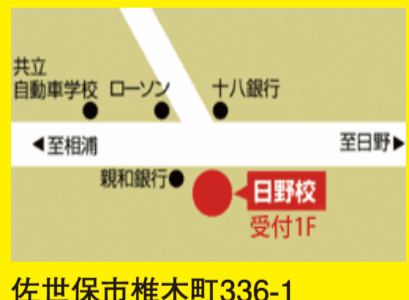 共立
自動車学校
ローソン
十八銀行
◀至相浦
至日野▶
親和銀行
日野校
受付1F
佐世保市椎木町336-1